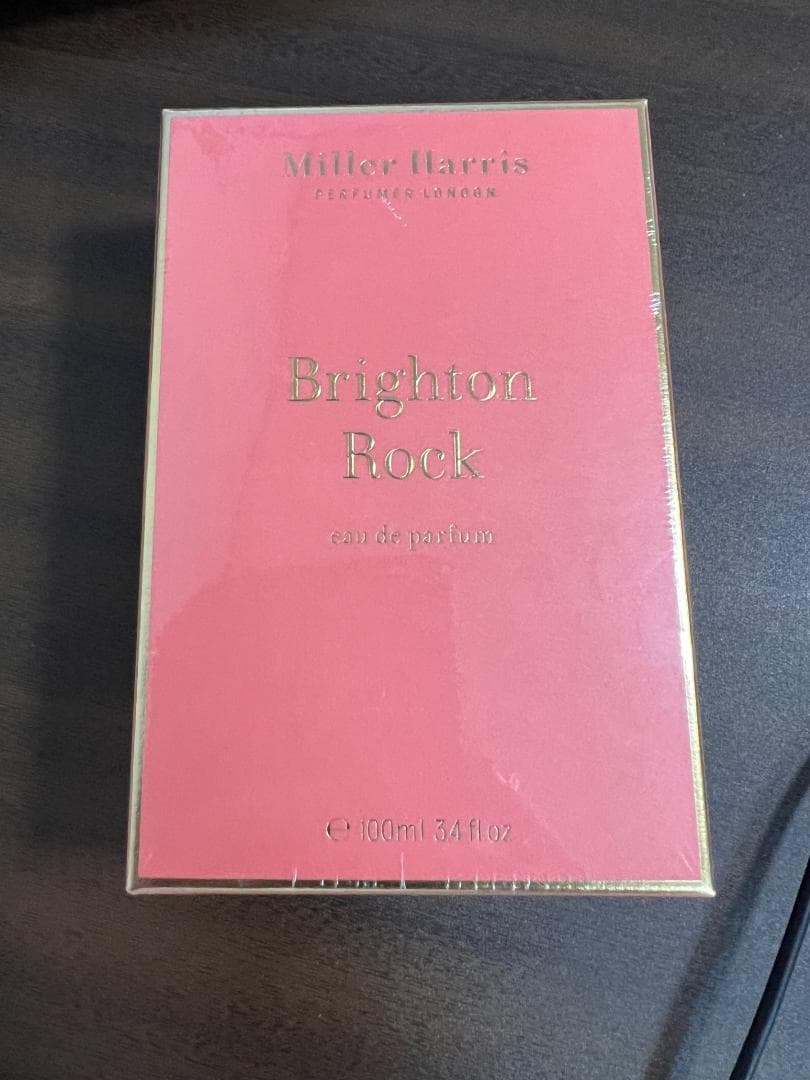 Miller Harris
PERFUMER LONDON
Brighton
Rock
eau de parfum
℮ 100ml 3.4 fl.oz